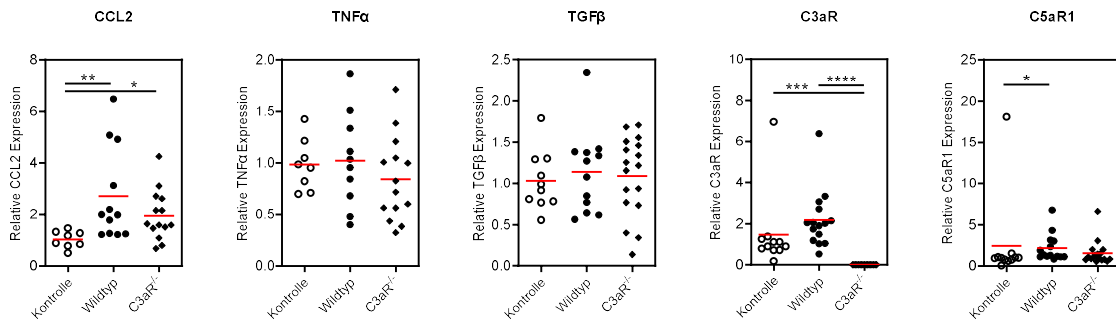 CCL2
Relative CCL2 Expression
8
6
4
2
0
**
*
Kontrolle
Wildtyp
C3aR-/-
TNFα
Relative TNFα Expression
2.0
1.5
1.0
0.5
0.0
Kontrolle
Wildtyp
C3aR-/-
TGFβ
Relative TGFβ Expression
2.5
2.0
1.5
1.0
0.5
0.0
Kontrolle
Wildtyp
C3aR-/-
C3aR
Relative C3aR Expression
10
8
6
4
2
0
****
***
Kontrolle
Wildtyp
C3aR-/-
C5aR1
Relative C5aR1 Expression
25
20
15
10
5
0
*
Kontrolle
Wildtyp
C3aR-/-